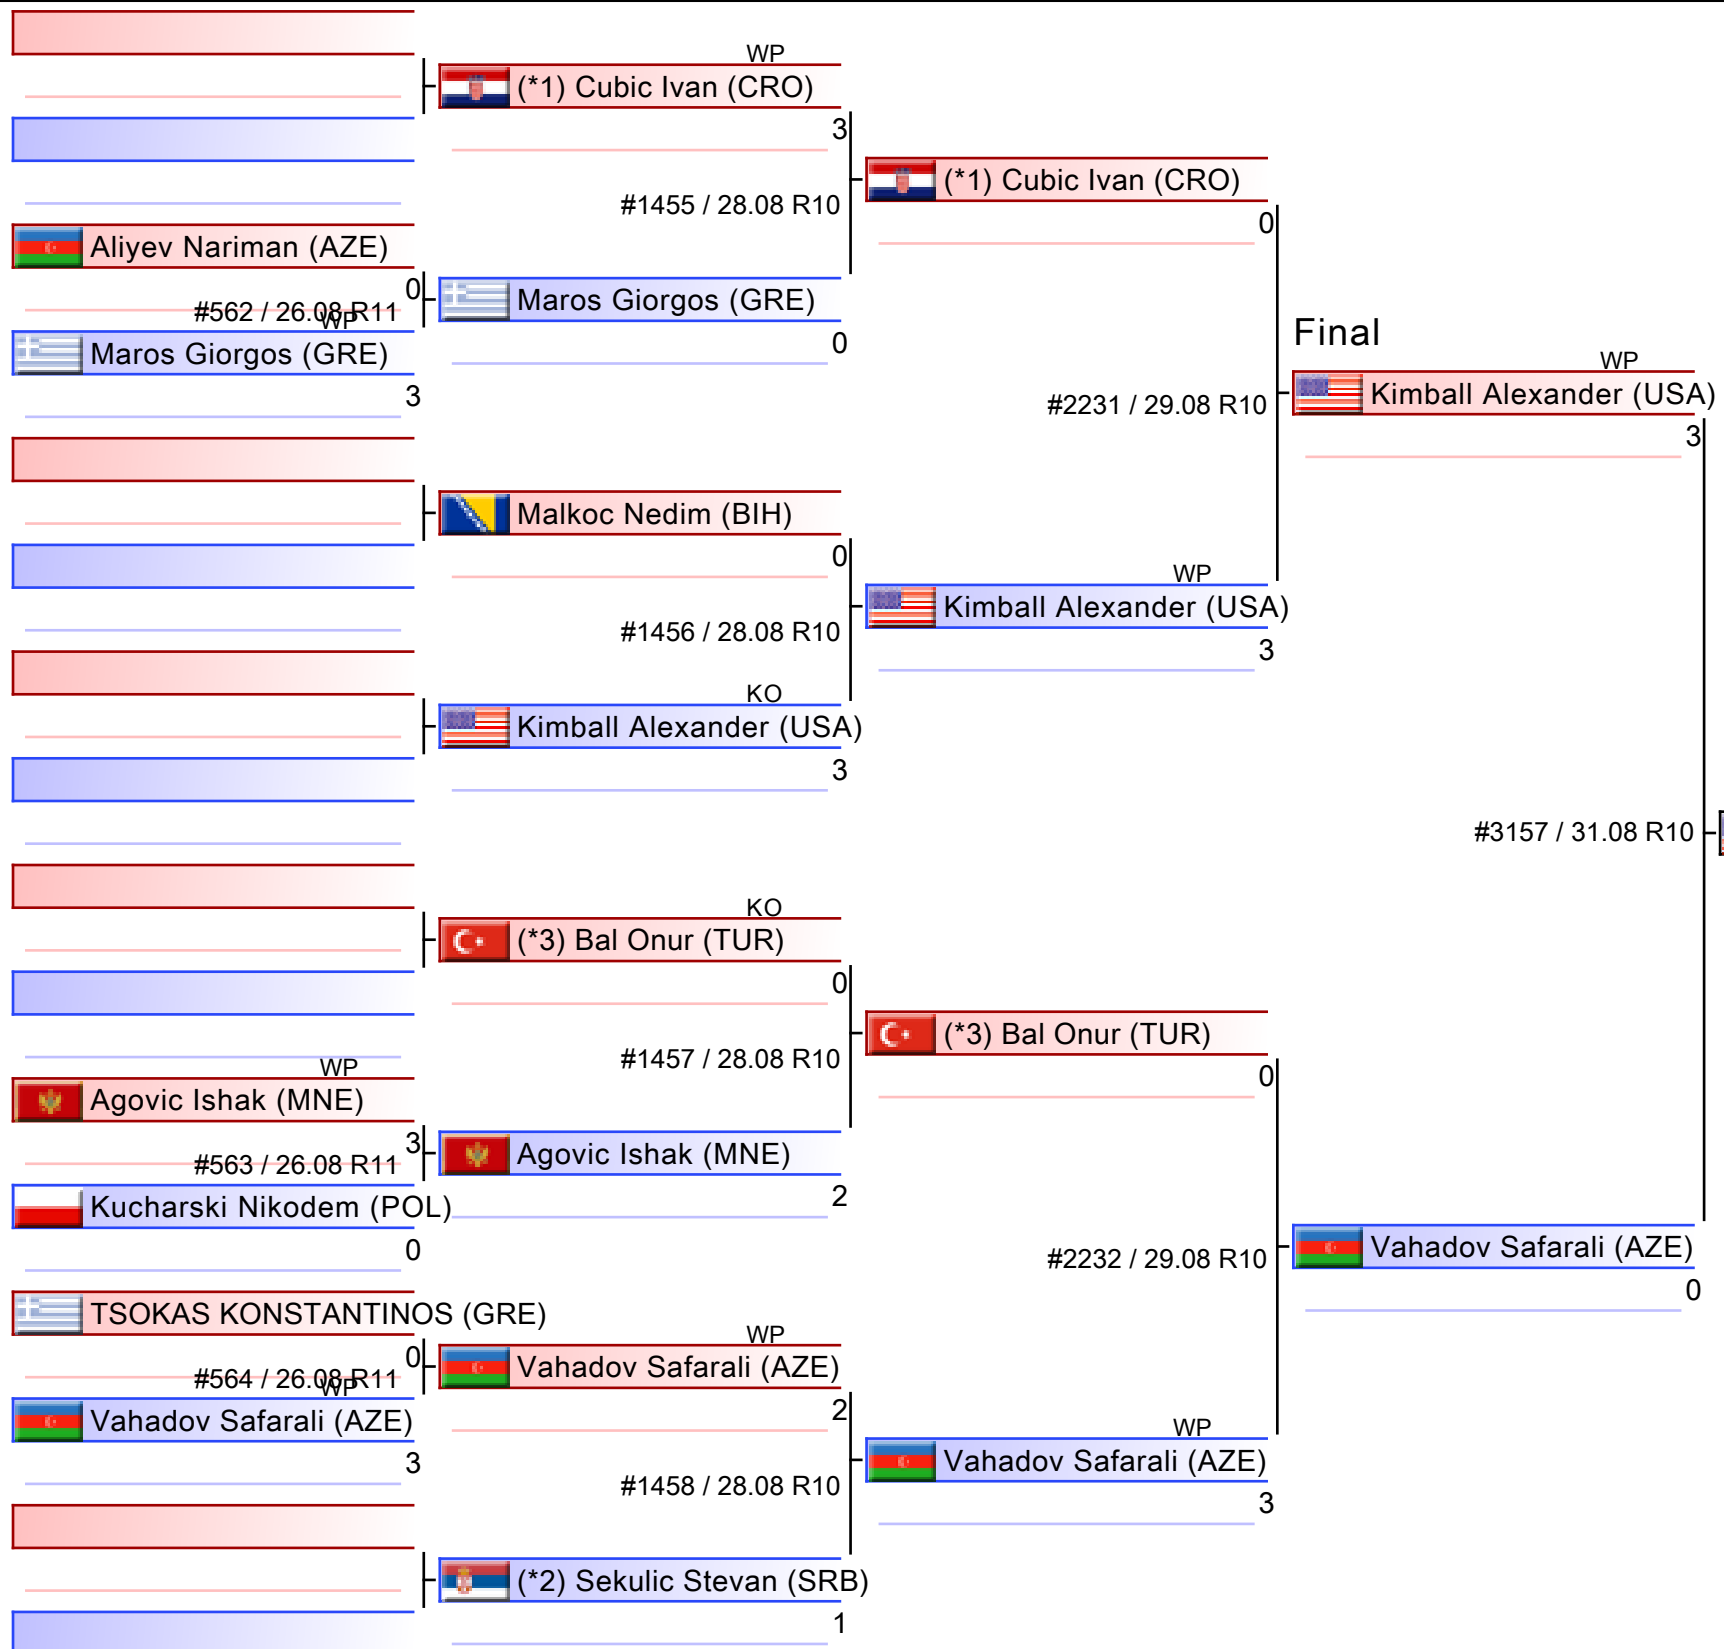 WP
(*1) Cubic Ivan (CRO)
3
#1455 / 28.08 R10
(*1) Cubic Ivan (CRO)
0
Aliyev Nariman (AZE)
0
#562 / 26.08 R11
WP
Maros Giorgos (GRE)
3
Maros Giorgos (GRE)
0
Final
WP
Kimball Alexander (USA)
3
#2231 / 29.08 R10
Malkoc Nedim (BIH)
0
#1456 / 28.08 R10
WP
Kimball Alexander (USA)
3
KO
Kimball Alexander (USA)
3
#3157 / 31.08 R10
KO
(*3) Bal Onur (TUR)
0
#1457 / 28.08 R10
(*3) Bal Onur (TUR)
0
WP
Agovic Ishak (MNE)
3
#563 / 26.08 R11
Kucharski Nikodem (POL)
0
Agovic Ishak (MNE)
2
#2232 / 29.08 R10
Vahadov Safarali (AZE)
0
TSOKAS KONSTANTINOS (GRE)
0
#564 / 26.08 R11
WP
Vahadov Safarali (AZE)
3
WP
Vahadov Safarali (AZE)
2
#1458 / 28.08 R10
WP
Vahadov Safarali (AZE)
3
(*2) Sekulic Stevan (SRB)
1